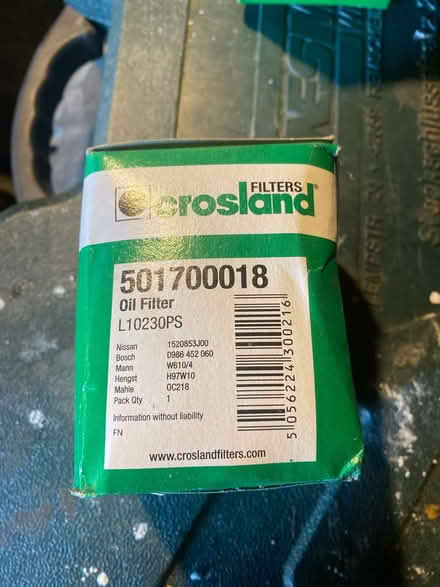 FILTERS
crosland®
501700018
Oil Filter
L10230PS
Nissan 1520853J00
Bosch 0986 452 060
Mann W610/4
Hengst H97W10
Mahle OC218
Pack Qty 1
Information without liability
FN
5 056224 300216
www.croslandfilters.com